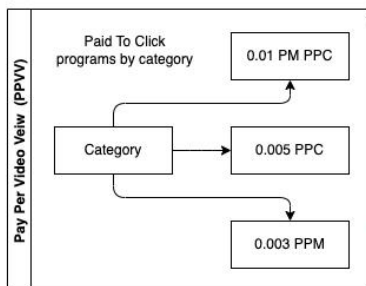 Pay Per Video Veiw (PPVV)
Paid To Click
programs by category
0.01 PM PPC
Category
0.005 PPC
0.003 PPM